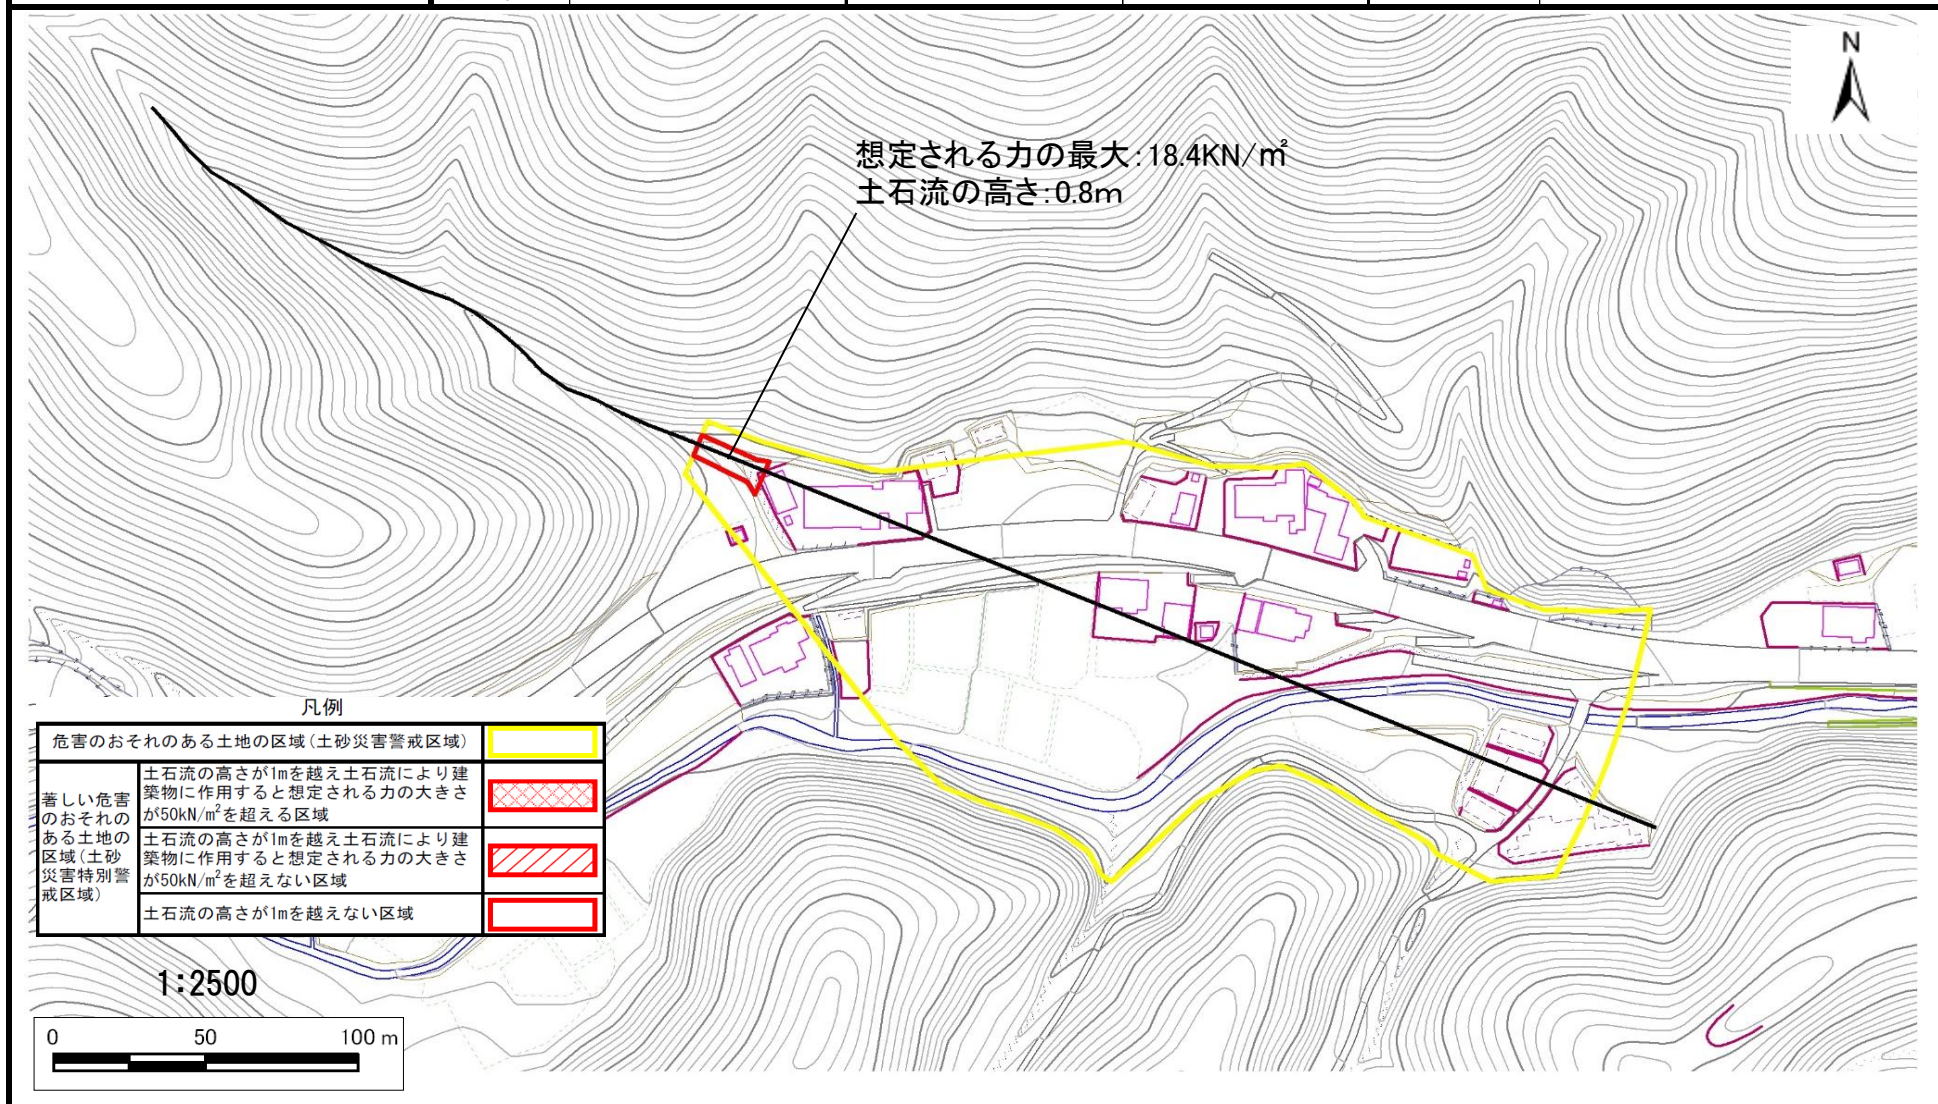 N
想定される力の最大:18.4KN/㎡
土石流の高さ:0.8m
凡例
危害のおそれのある土地の区域(土砂災害警戒区域)
著しい危害
のおそれの
ある土地の
区域(土砂
災害特別警
戒区域)
土石流の高さが1mを越え土石流により建
築物に作用すると想定される力の大きさ
が50kN/m²を超える区域
土石流の高さが1mを越え土石流により建
築物に作用すると想定される力の大きさ
が50kN/m²を超えない区域
土石流の高さが1mを越えない区域
1:2500
0 50 100 m